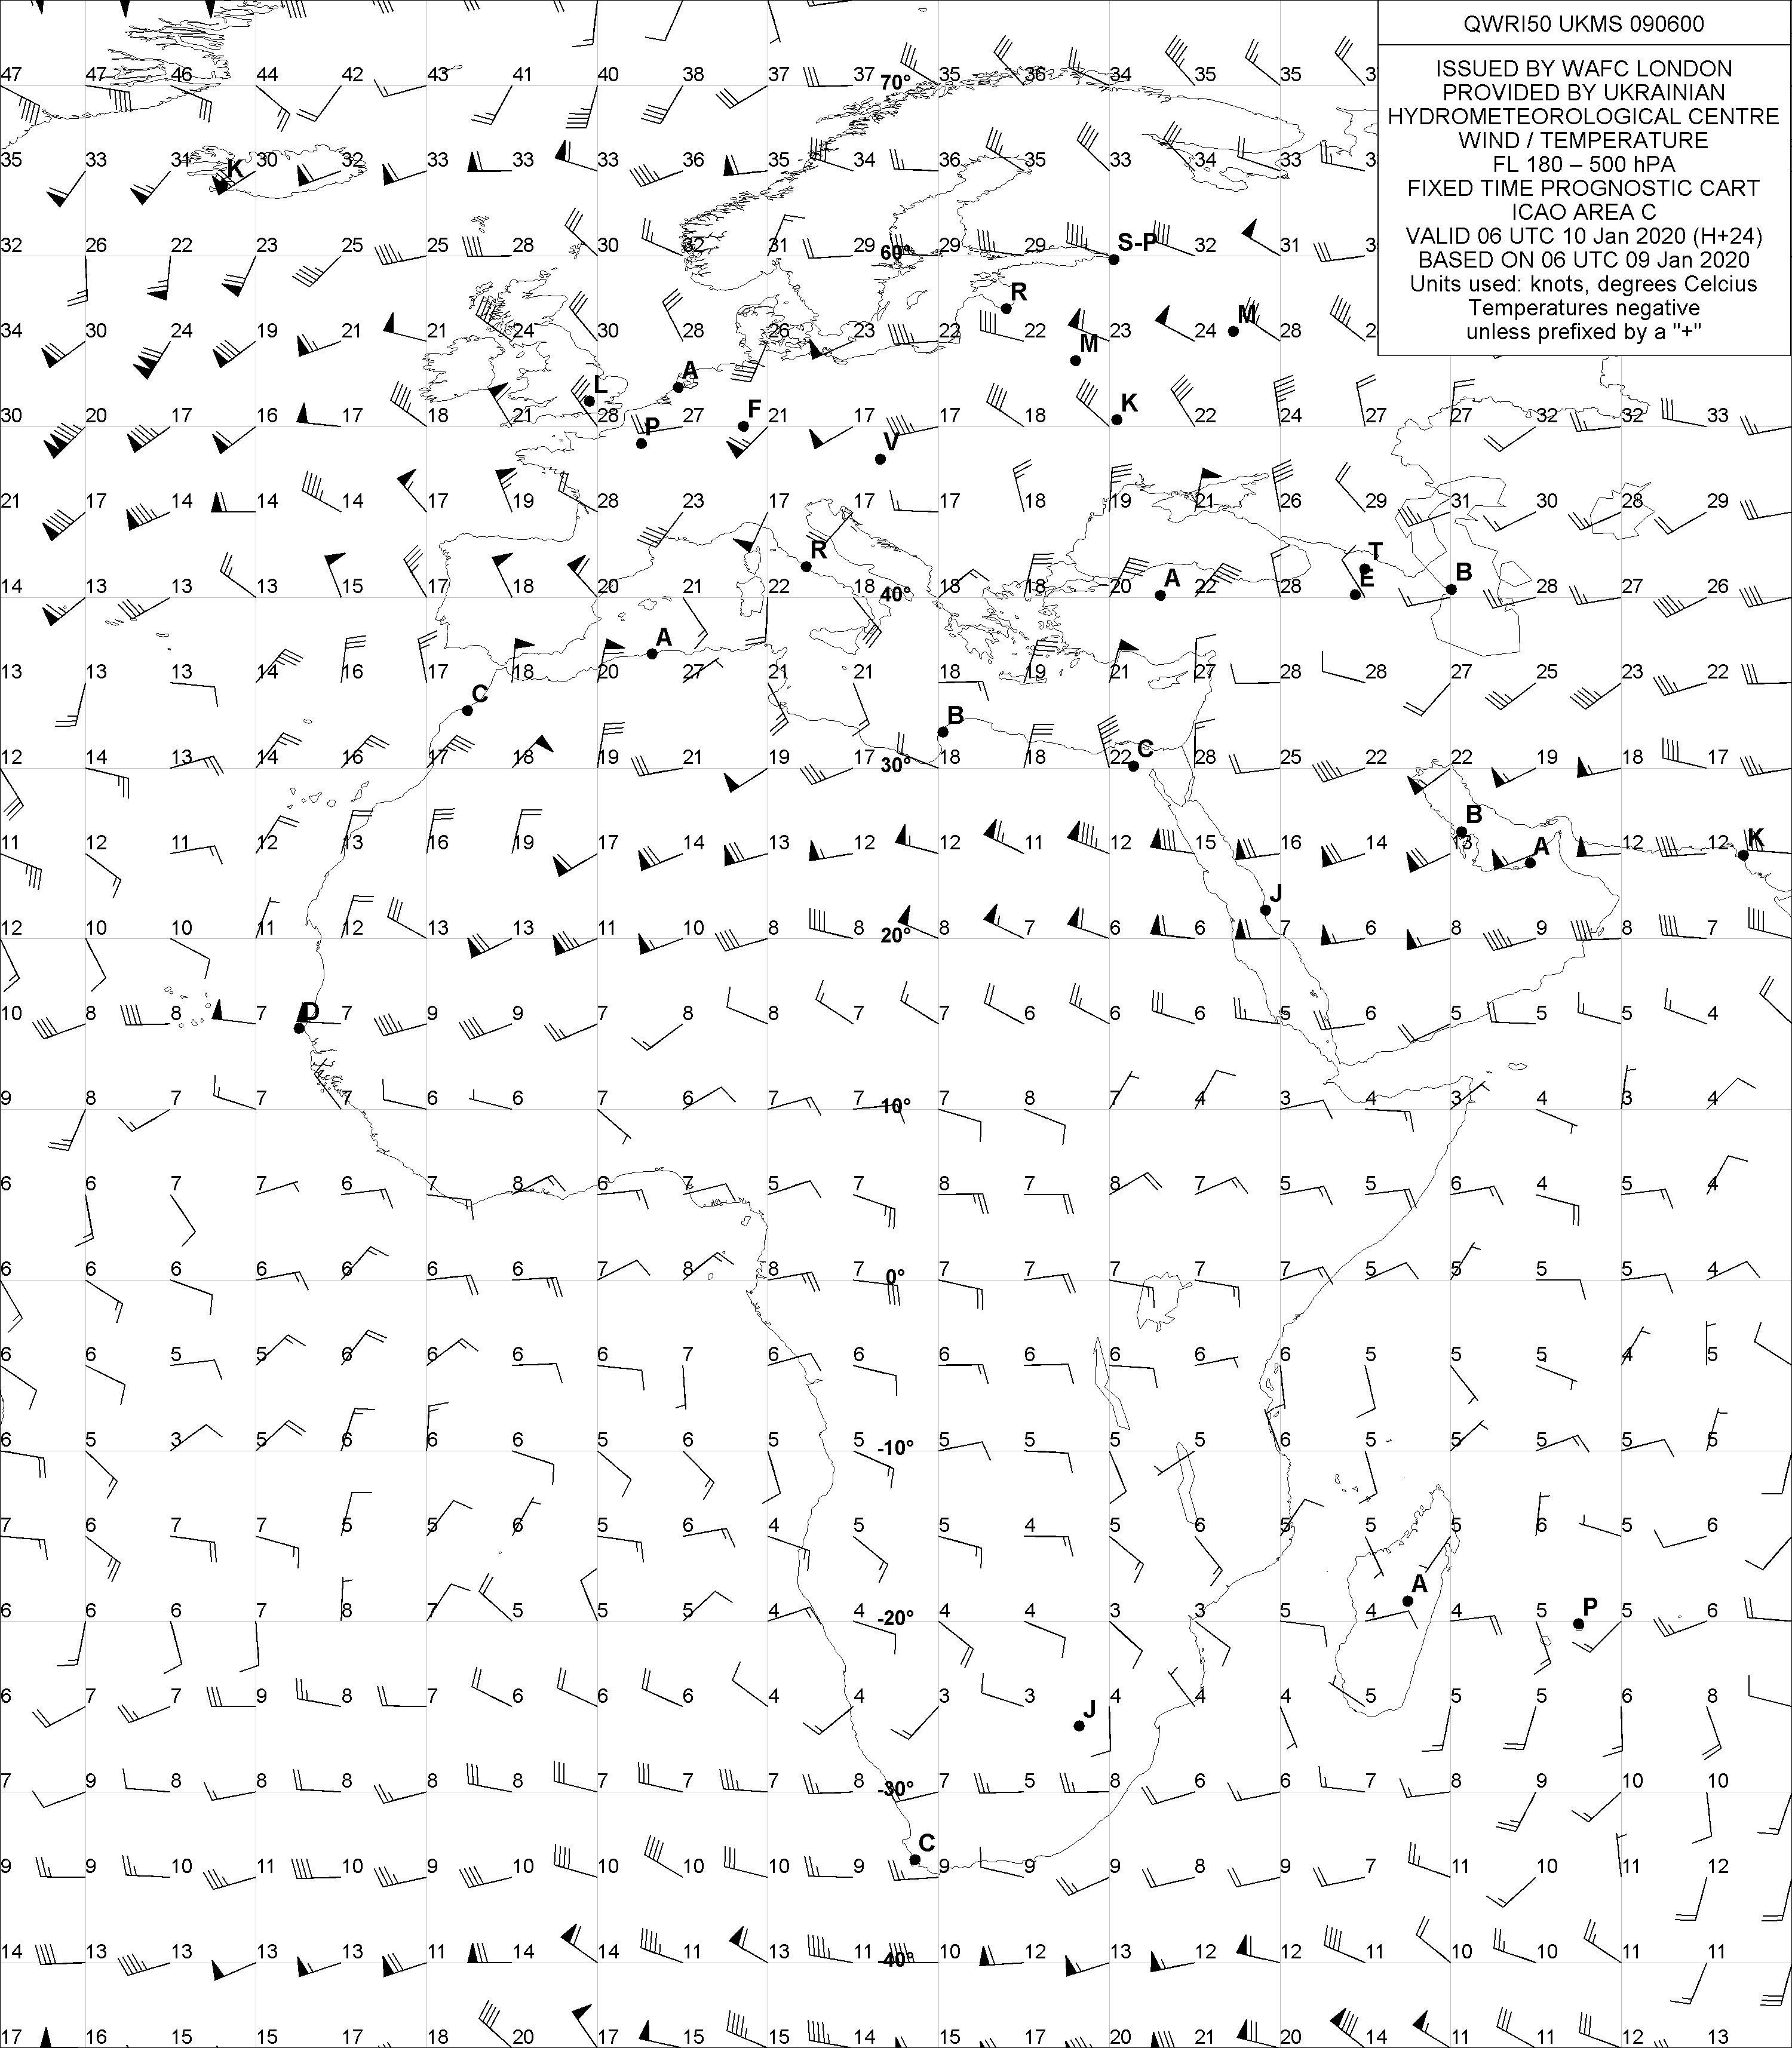 QWRI50 UKMS 090600
ISSUED BY WAFC LONDON
PROVIDED BY UKRAINIAN
HYDROMETEOROLOGICAL CENTRE
WIND / TEMPERATURE
FL 180 – 500 hPA
FIXED TIME PROGNOSTIC CART
ICAO AREA C
VALID 06 UTC 10 Jan 2020 (H+24)
BASED ON 06 UTC 09 Jan 2020
Units used: knots, degrees Celcius
Temperatures negative
unless prefixed by a "+"
47 47 46 44 42 43 41 40 38 37 37 70° 35 36 34 35 35 3
35 33 31 K 30 32 33 33 33 36 35 34 36 35 33 34 33 3
32 26 22 23 25 25 28 30 32 31 29 60° 29 29 S-P 32 31 3
R
34 30 24 19 21 21 24 30 28 26 23 22 22 M 23 24 M 28 2
L A
30 20 17 16 17 18 21 28 P 27 F 21 17 V 17 18 K 22 24 27 27 32 32 33
21 17 14 14 14 17 19 28 23 17 17 17 18 19 21 26 29 31 30 28 29
R T
14 13 13 13 15 17 18 20 21 22 18 40° 18 18 20 A 22 28 E B 28 27 26
A
13 13 13 14 16 17 18 20 27 21 21 18 19 21 27 28 28 27 25 23 22
C B
12 14 13 14 16 17 18 19 21 19 17 30° 18 18 22 C 28 25 22 22 19 18 17
B
11 12 11 12 13 16 19 17 14 13 12 12 11 12 15 16 14 13 A 12 12 K
J
12 10 10 11 12 13 13 11 10 8 8 20° 8 7 6 6 7 6 8 9 8 7
10 8 8 7 D 7 9 9 7 8 8 7 7 6 6 6 5 6 5 5 5 4
9 8 7 7 7 6 6 7 6 7 7 10° 7 8 7 4 3 4 3 4 3 4
6 6 7 7 6 7 8 6 7 5 7 8 7 8 7 5 5 6 4 5 4
6 6 6 6 6 6 6 7 8 8 7 0° 7 7 7 7 7 5 5 5 5 4
6 6 5 5 6 6 6 6 7 6 6 6 6 6 6 6 5 5 5 4 5
6 5 3 5 6 6 6 5 6 5 5 -10° 5 5 5 5 6 5 5 5 5 5
7 6 7 7 5 5 6 5 6 4 5 5 4 5 6 5 5 5 6 5 6
A P
6 6 6 7 8 7 5 5 5 4 4 -20° 4 4 3 3 5 4 4 5 5 6
6 7 7 9 8 7 6 6 6 4 4 3 3 J 4 4 4 5 5 5 6 8
7 9 8 8 8 8 8 7 7 7 8 -30° 7 5 8 6 6 7 8 9 10 10
C
9 9 10 11 10 9 10 10 10 10 9 9 9 9 8 9 7 11 10 11 12
14 13 13 13 13 11 14 14 11 13 11 -40° 10 12 13 12 12 11 10 10 11 11
17 16 15 15 17 18 20 17 15 15 14 15 17 20 21 20 14 11 11 12 13